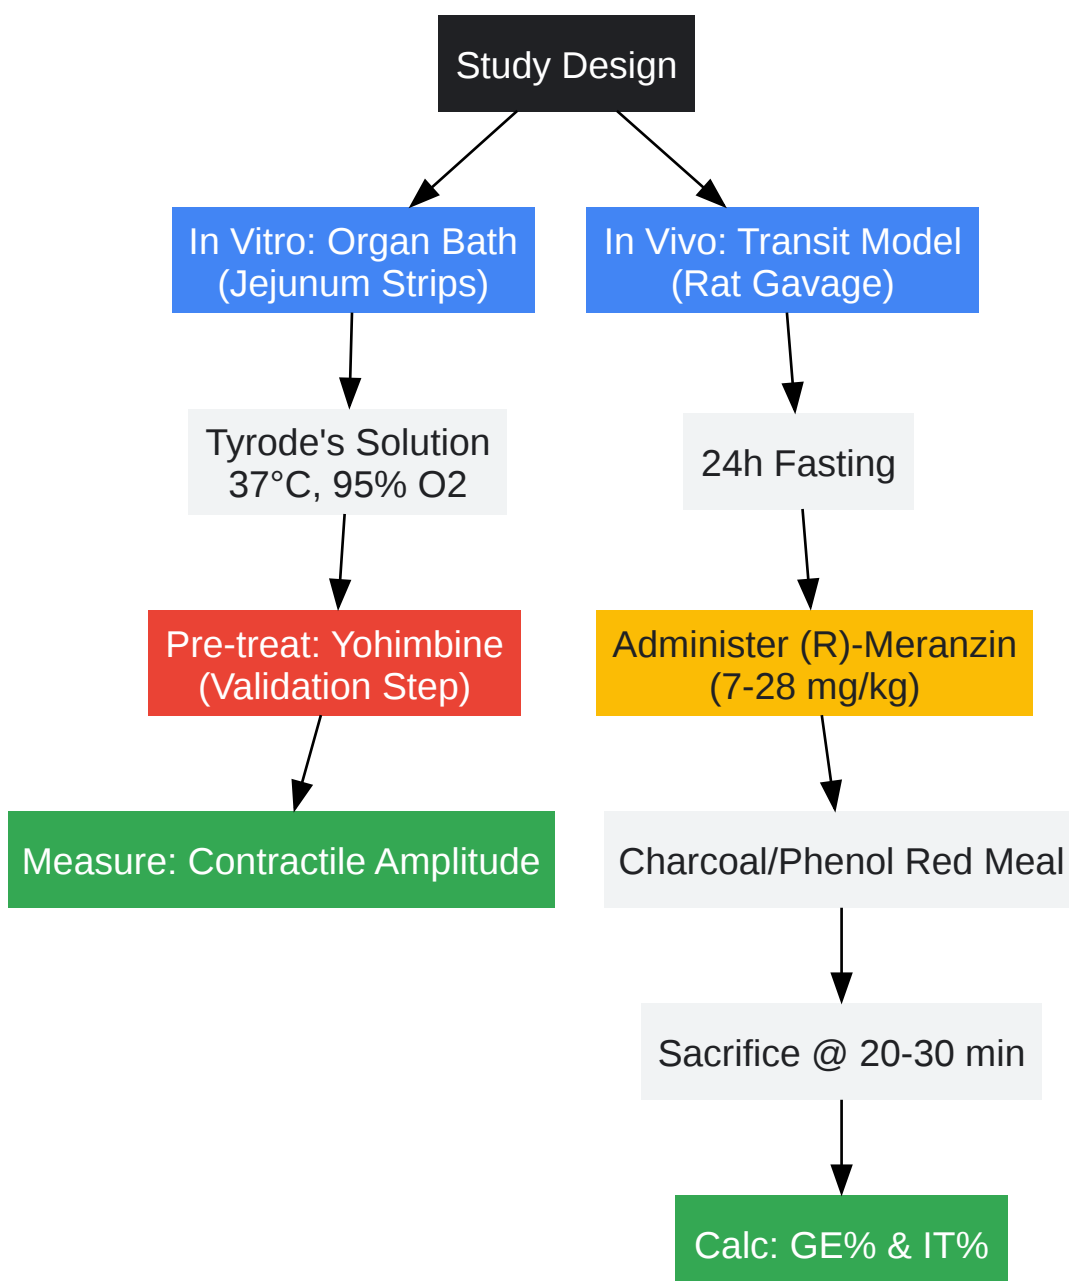 Study Design
In Vitro: Organ Bath
(Jejunum Strips)
In Vivo: Transit Model
(Rat Gavage)
Tyrode's Solution
37°C, 95% O2
24h Fasting
Pre-treat: Yohimbine
(Validation Step)
Administer (R)-Meranzin
(7-28 mg/kg)
Measure: Contractile Amplitude
Charcoal/Phenol Red Meal
Sacrifice @ 20-30 min
Calc: GE% & IT%